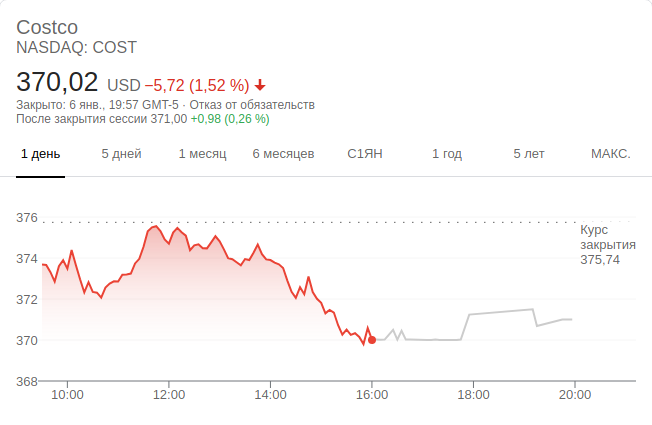 Costco
NASDAQ: COST
370,02 USD −5,72 (1,52 %)
Закрыто: 6 янв., 19:57 GMT-5 · Отказ от обязательств
После закрытия сессии 371,00 +0,98 (0,26 %)
1 день 5 дней 1 месяц 6 месяцев С1ЯН 1 год 5 лет МАКС.
376
Курс
закрытия
375,74
374
372
370
368
10:00 12:00 14:00 16:00 18:00 20:00